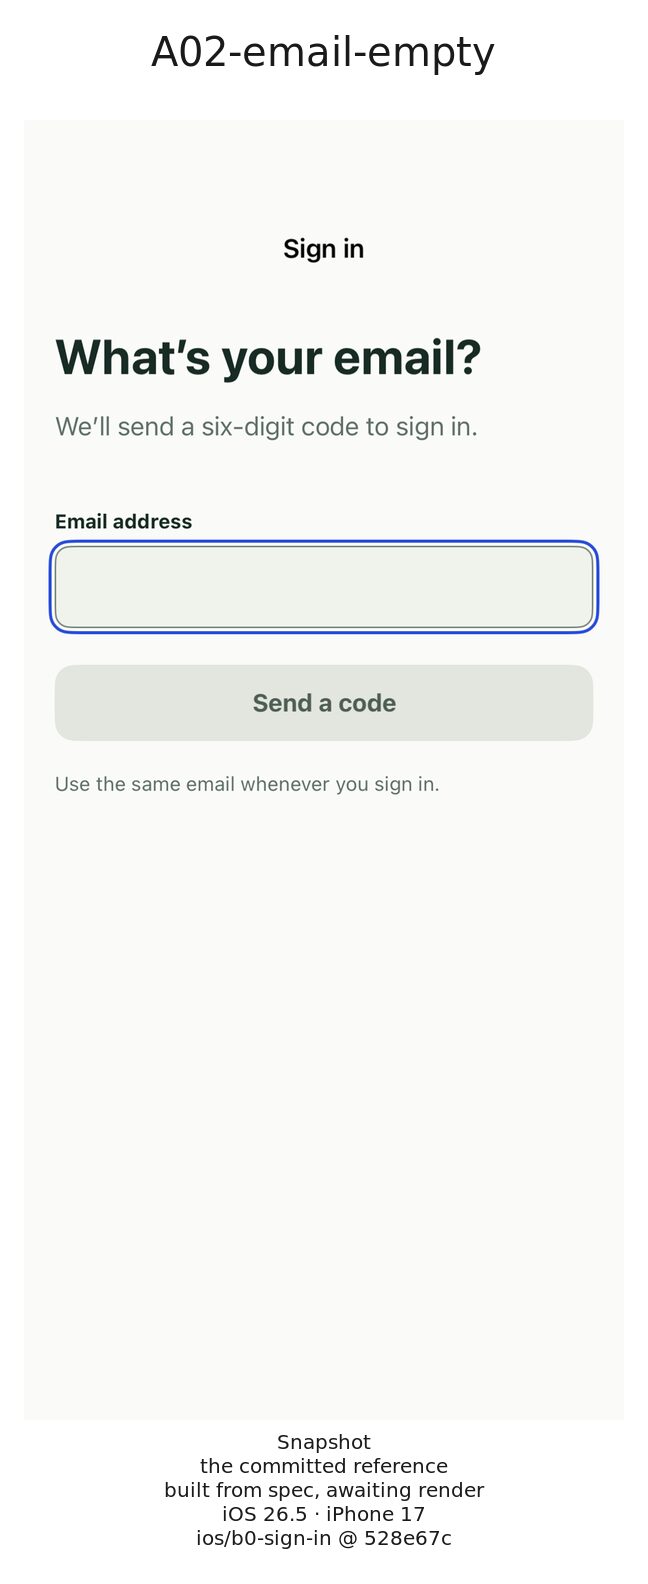 A02-email-empty
Sign in
What’s your email?
We’ll send a six-digit code to sign in.
Email address
Send a code
Use the same email whenever you sign in.
Snapshot
the committed reference
built from spec, awaiting render
iOS 26.5 · iPhone 17
ios/b0-sign-in @ 528e67c